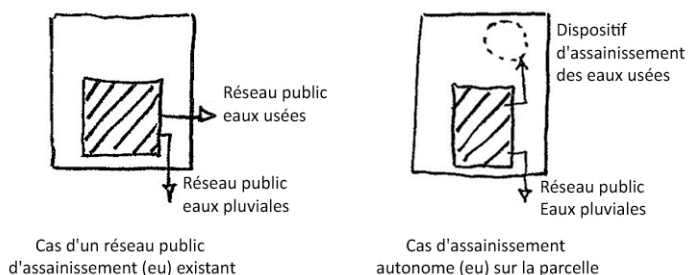 Réseau public
eaux usées
Réseau public
eaux pluviales
Cas d'un réseau public
d'assainissement (eu) existant
Dispositif
d'assainissement
des eaux usées
Réseau public
Eaux pluviales
Cas d'assainissement
autonome (eu) sur la parcelle